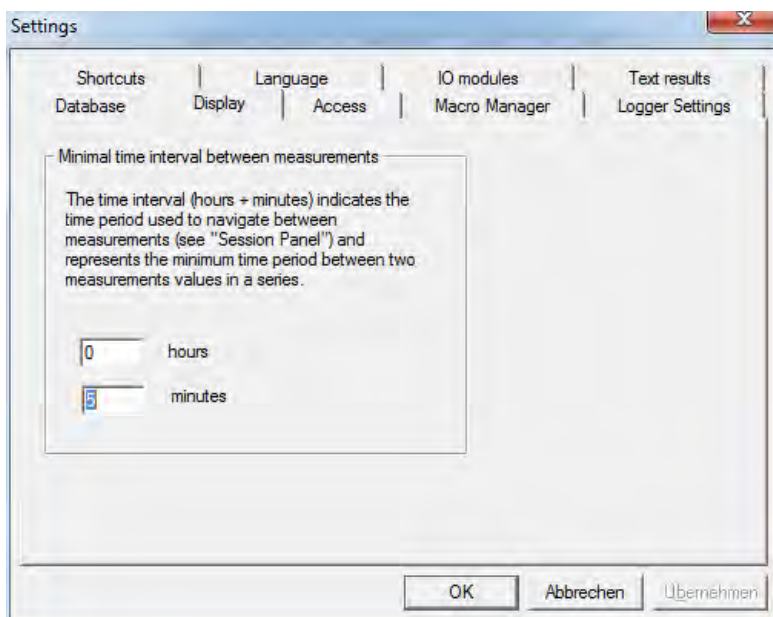 Settings
X
Shortcuts Language IO modules Text results
Database Display Access Macro Manager Logger Settings
Minimal time interval between measurements
The time interval (hours + minutes) indicates the
time period used to navigate between
measurements (see "Session Panel") and
represents the minimum time period between two
measurements values in a series.
0 hours
5 minutes
OK Abbrechen Übernehmen